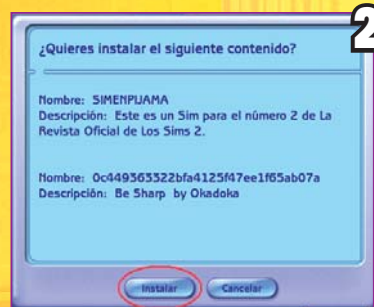 2
¿Quieres instalar el siguiente contenido?
Nombre: SIMENPIJAMA
Descripción: Este es un Sim para el número 2 de La
Revista Oficial de Los Sims 2.
Nombre: 0c449363322bfa4125f47ee1f65ab07a
Descripción: Be Sharp by Okadoka
Instalar
Cancelar